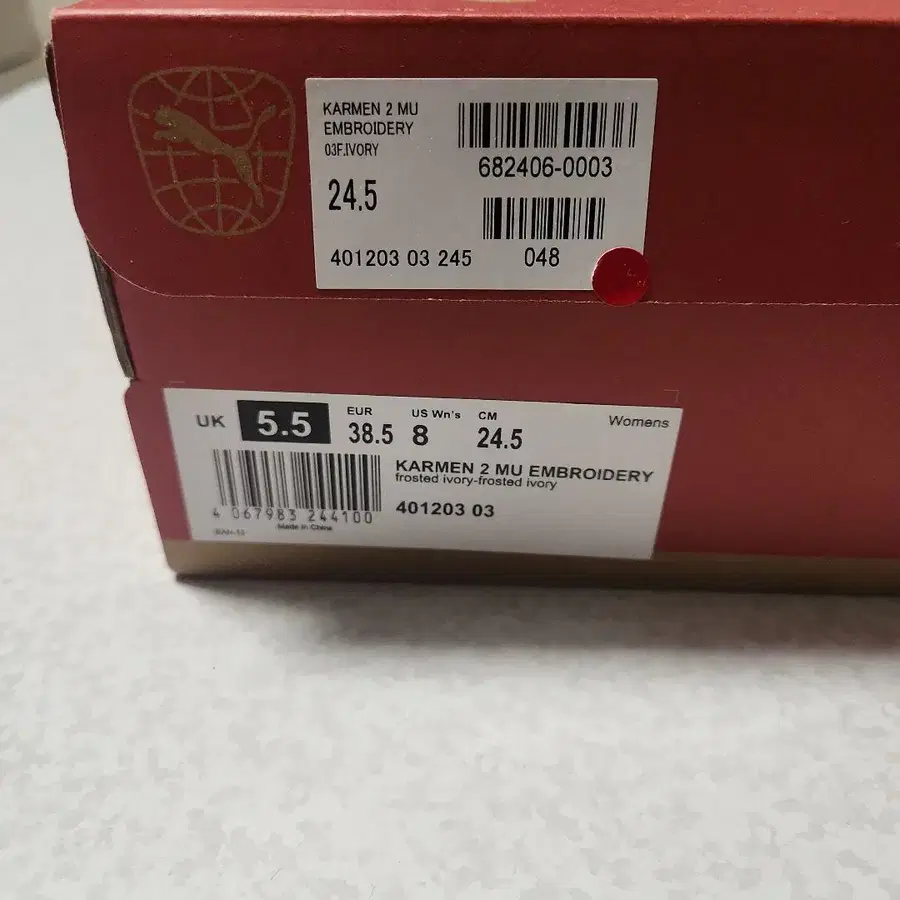 KARMEN 2 MU
EMBROIDERY
03F.IVORY
682406-0003
24.5
401203 03 245
048
UK 5.5
EUR 38.5
US Wn's 8
CM 24.5
Womens
KARMEN 2 MU EMBROIDERY
frosted ivory-frosted ivory
401203 03
4 067983 244100
Made in China